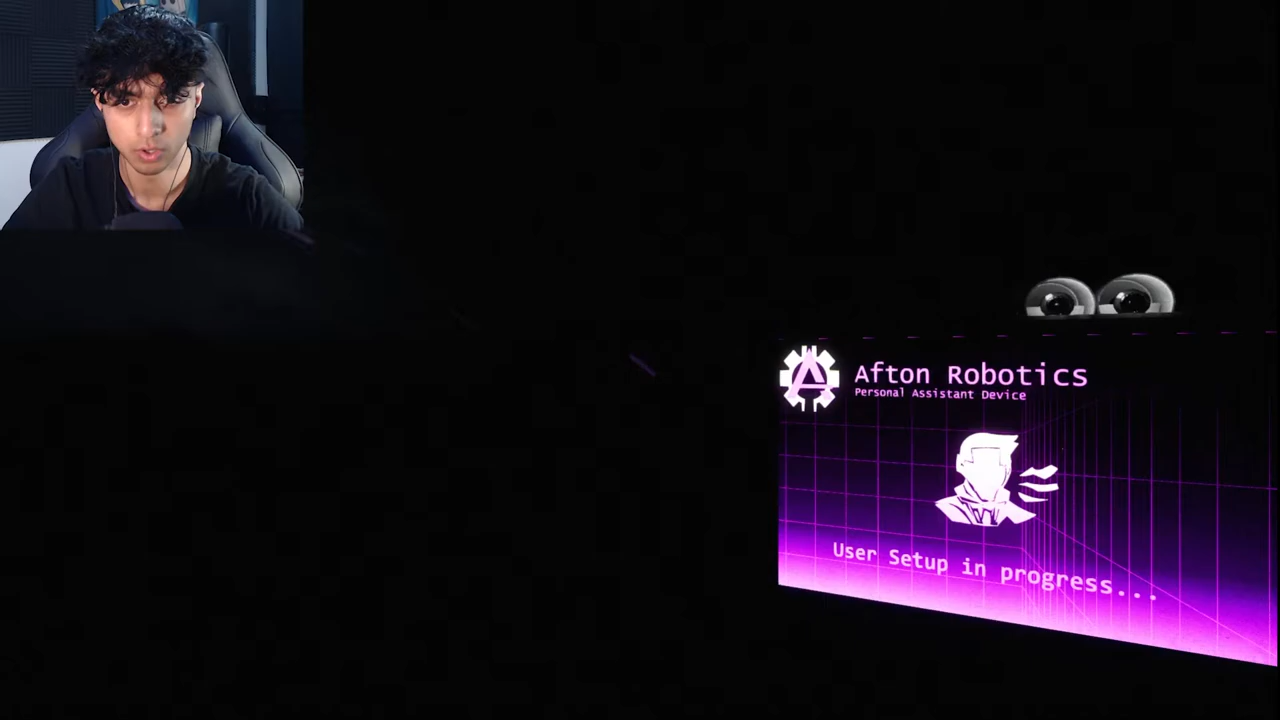 Afton Robotics
Personal Assistant Device
User Setup in progress...